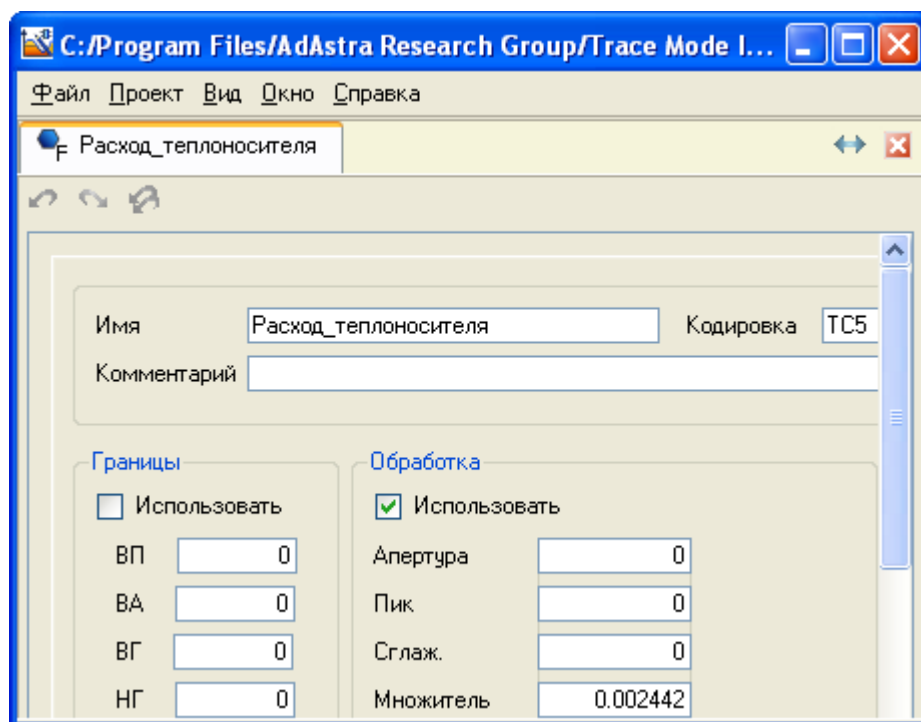 C:/Program Files/AdAstra Research Group/Trace Mode I...
Файл Проект Вид Окно Справка
F Расход_теплоносителя
Имя Расход_теплоносителя Кодировка TC5
Комментарий
Границы Обработка
Использовать Использовать
ВП 0 Апертура 0
ВА 0 Пик 0
ВГ 0 Сглаж. 0
НГ 0 Множитель 0.002442